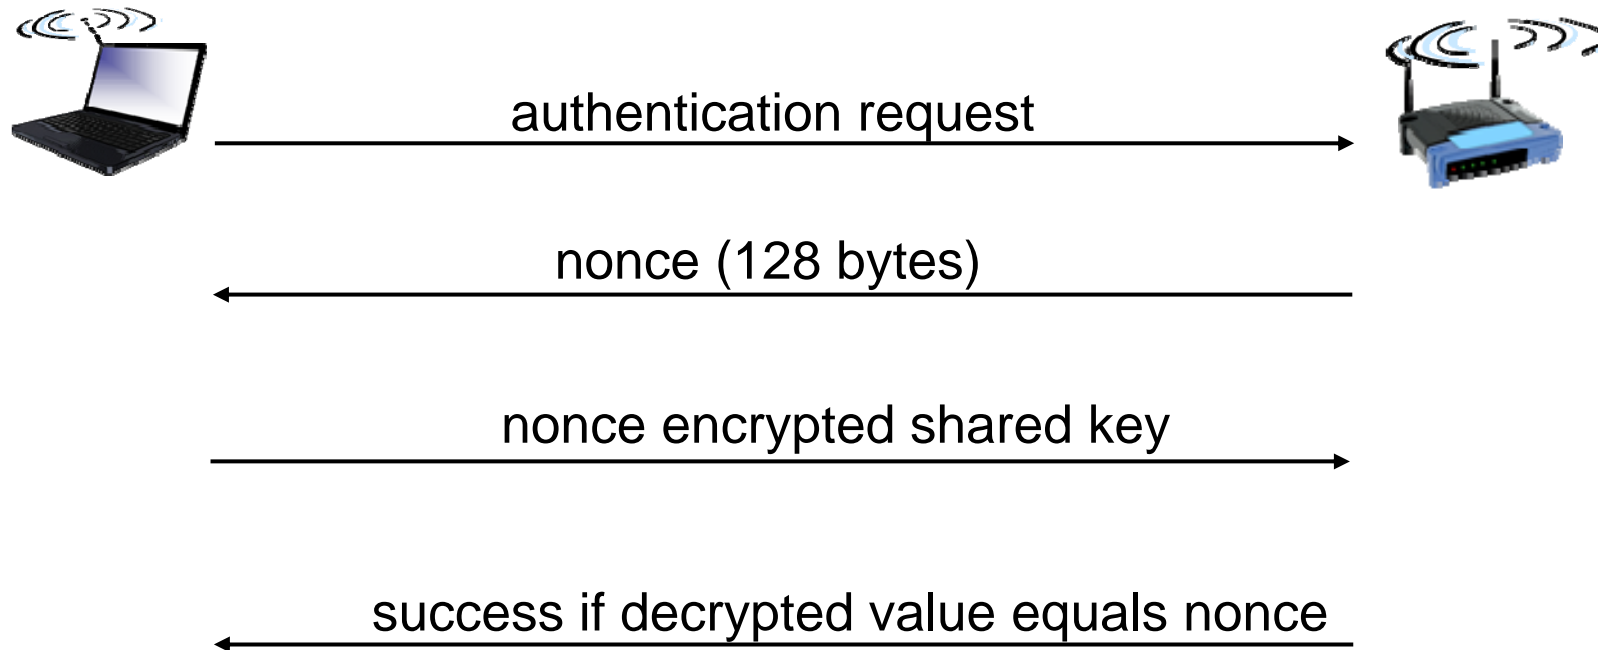 authentication request
nonce (128 bytes)
nonce encrypted shared key
success if decrypted value equals nonce